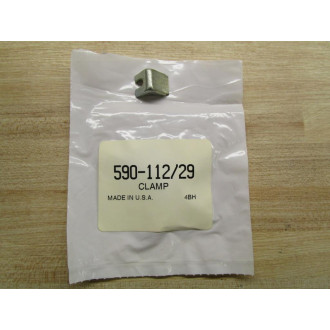 590-112/29
CLAMP
MADE IN U.S.A. 4BH